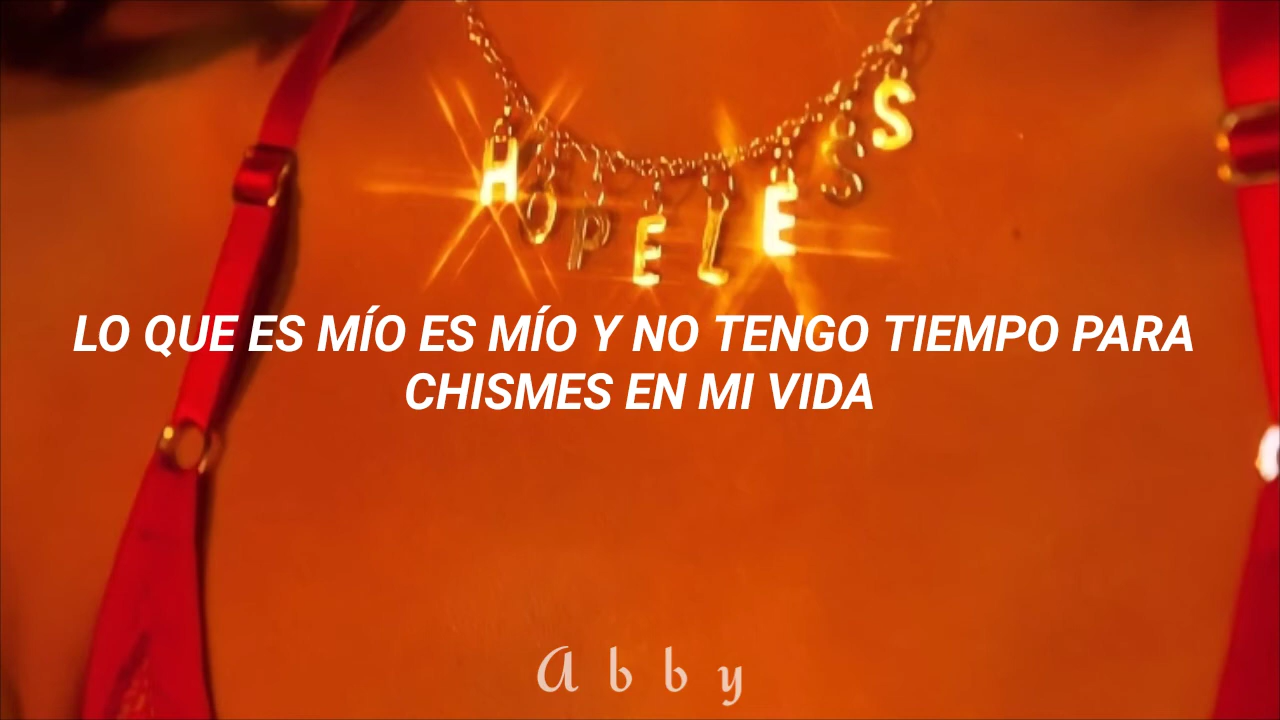 HOPELESS
LO QUE ES MÍO ES MÍO Y NO TENGO TIEMPO PARA
CHISMES EN MI VIDA
Abby